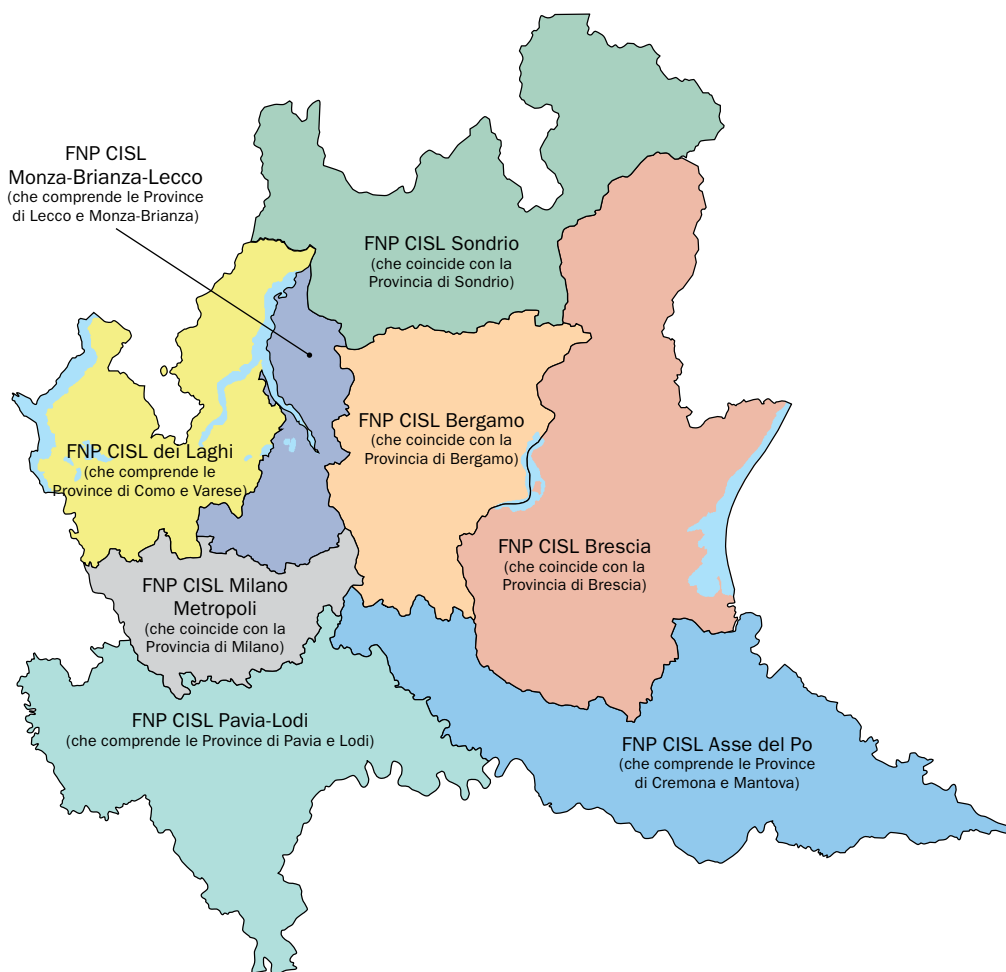 FNP CISL
Monza-Brianza-Lecco
(che comprende le Province
di Lecco e Monza-Brianza)
FNP CISL Sondrio
(che coincide con la
Provincia di Sondrio)
FNP CISL Bergamo
(che coincide con la
Provincia di Bergamo)
FNP CISL dei Laghi
(che comprende le
Province di Como e Varese)
FNP CISL Brescia
(che coincide con la
Provincia di Brescia)
FNP CISL Milano
Metropoli
(che coincide con la
Provincia di Milano)
FNP CISL Pavia-Lodi
(che comprende le Province di Pavia e Lodi)
FNP CISL Asse del Po
(che comprende le Province
di Cremona e Mantova)